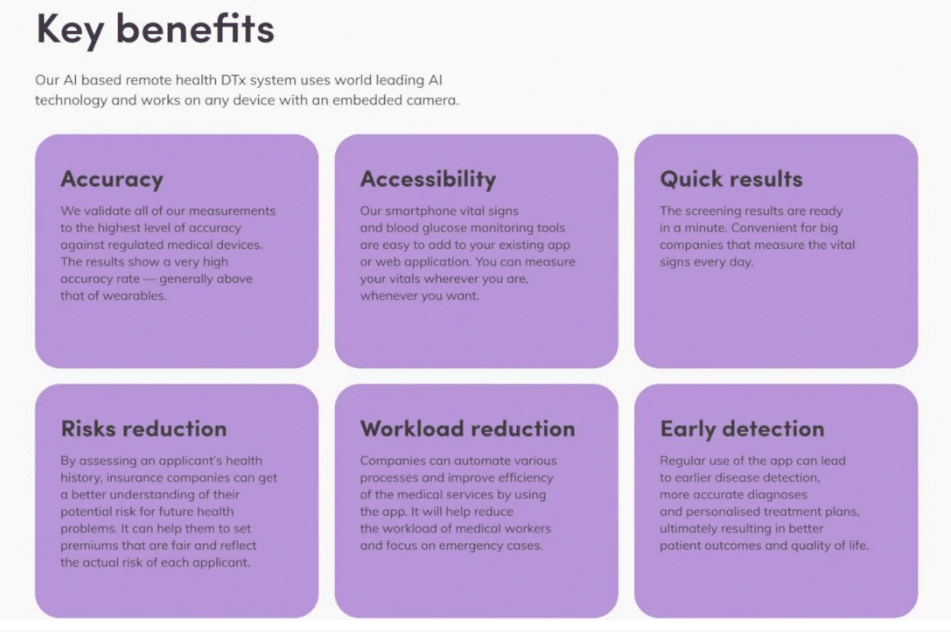 Key benefits
Our AI based remote health DTx system uses world leading AI
technology and works on any device with an embedded camera.
Accuracy
We validate all of our measurements
to the highest level of accuracy
against regulated medical devices.
The results show a very high
accuracy rate — generally above
that of wearables.
Accessibility
Our smartphone vital signs
and blood glucose monitoring tools
are easy to add to your existing app
or web application. You can measure
your vitals wherever you are,
whenever you want.
Quick results
The screening results are ready
in a minute. Convenient for big
companies that measure the vital
signs every day.
Risks reduction
By assessing an applicant's health
history, insurance companies can get
a better understanding of their
potential risk for future health
problems. It can help them to set
premiums that are fair and reflect
the actual risk of each applicant.
Workload reduction
Companies can automate various
processes and improve efficiency
of the medical services by using
the app. It will help reduce
the workload of medical workers
and focus on emergency cases.
Early detection
Regular use of the app can lead
to earlier disease detection,
more accurate diagnoses
and personalised treatment plans,
ultimately resulting in better
patient outcomes and quality of life.